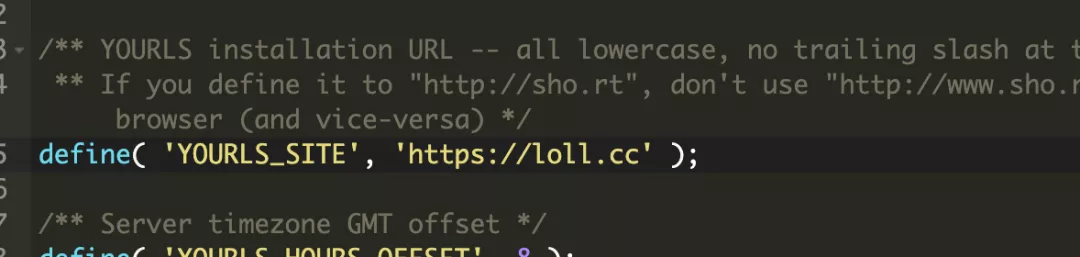 2
3 /** YOURLS installation URL -- all lowercase, no trailing slash at
4 ** If you define it to "http://sho.rt", don't use "http://www.sho.
browser (and vice-versa) */
5 define( 'YOURLS_SITE', 'https://loll.cc' );
6
7 /** Server timezone GMT offset */
define( 'YOURLS_HOURS_OFFSET', 8 );